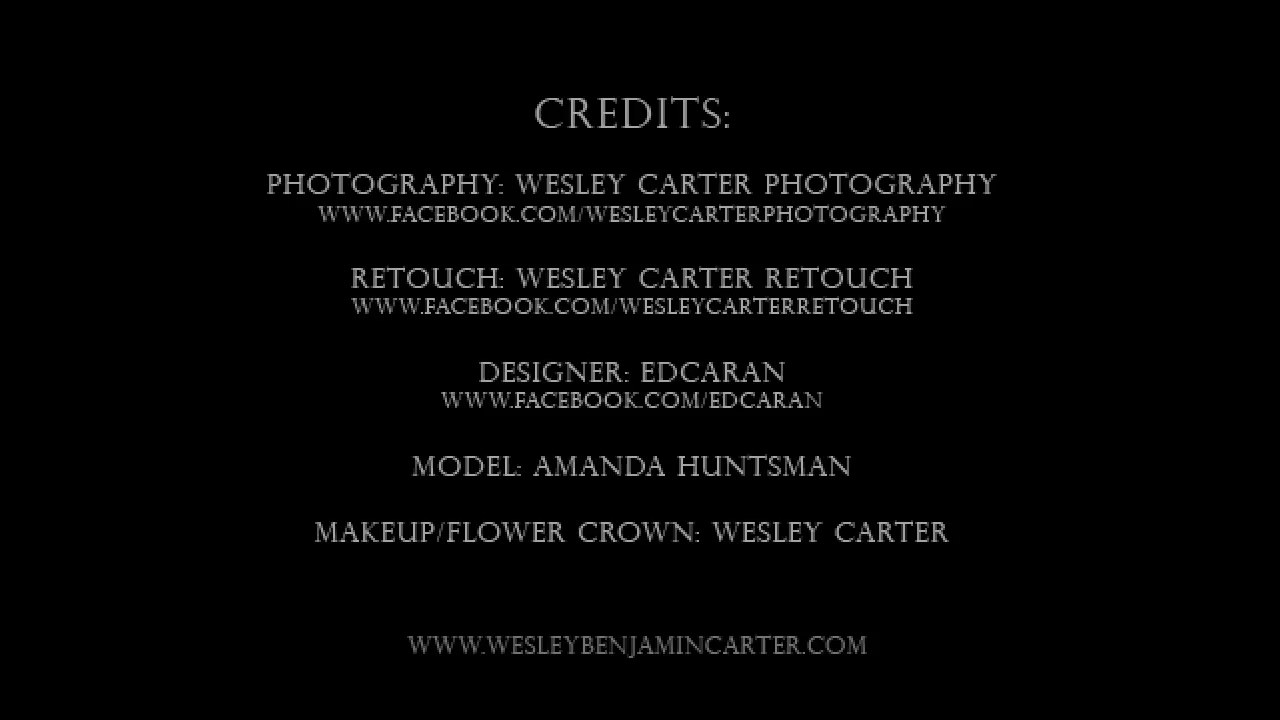 CREDITS:
PHOTOGRAPHY: WESLEY CARTER PHOTOGRAPHY
WWW.FACEBOOK.COM/WESLEYCARTERPHOTOGRAPHY
RETOUCH: WESLEY CARTER RETOUCH
WWW.FACEBOOK.COM/WESLEYCARTERRETOUCH
DESIGNER: EDCARAN
WWW.FACEBOOK.COM/EDCARAN
MODEL: AMANDA HUNTSMAN
MAKEUP/FLOWER CROWN: WESLEY CARTER
WWW.WESLEYBENJAMINCARTER.COM